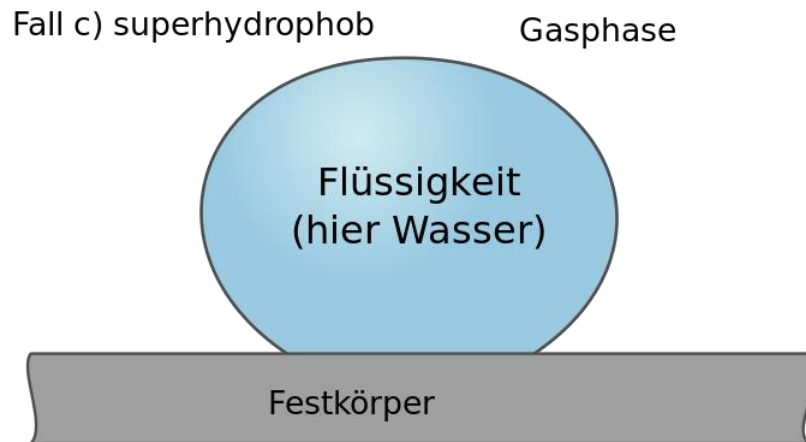 Fall c) superhydrophob
Gasphase
Flüssigkeit
(hier Wasser)
Festkörper